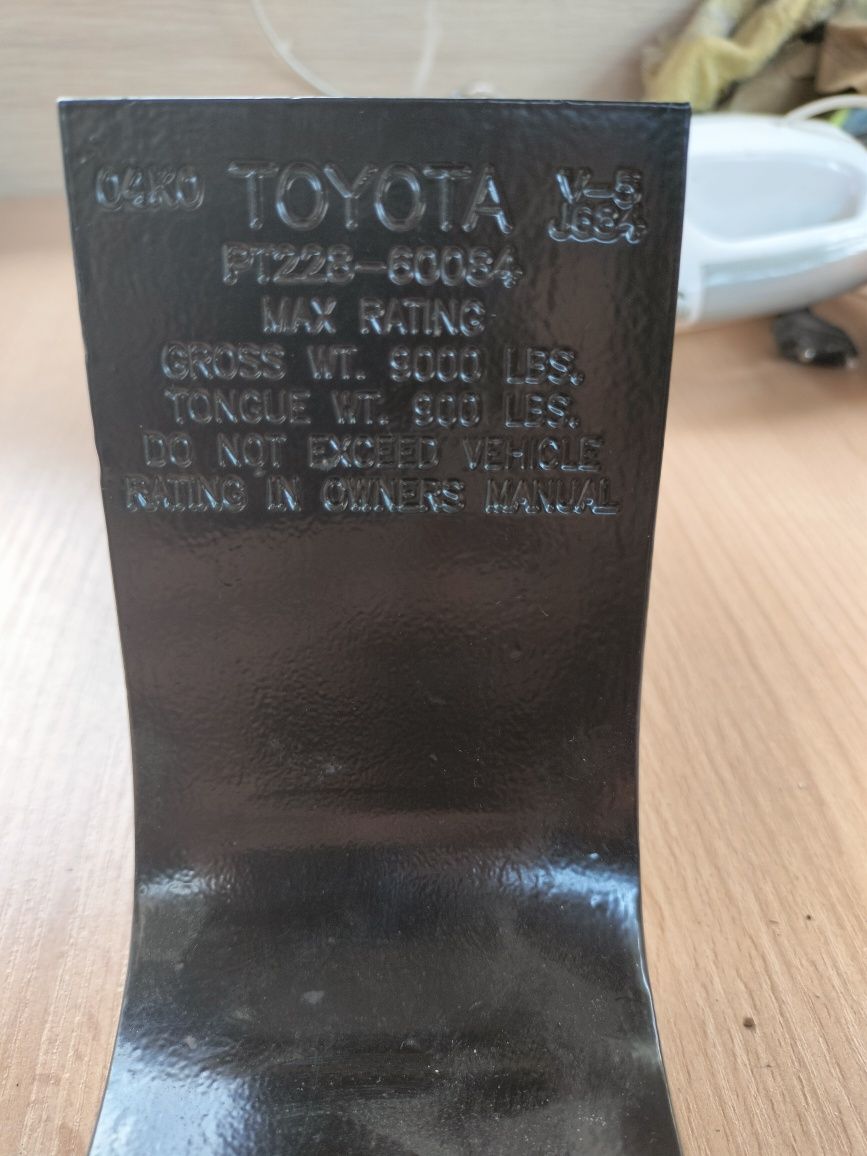 04K0 TOYOTA V-5
J684
PT228-60064
MAX RATING
GROSS WT. 9000 LBS.
TONGUE WT. 900 LBS.
DO NOT EXCEED VEHICLE
RATING IN OWNERS MANUAL